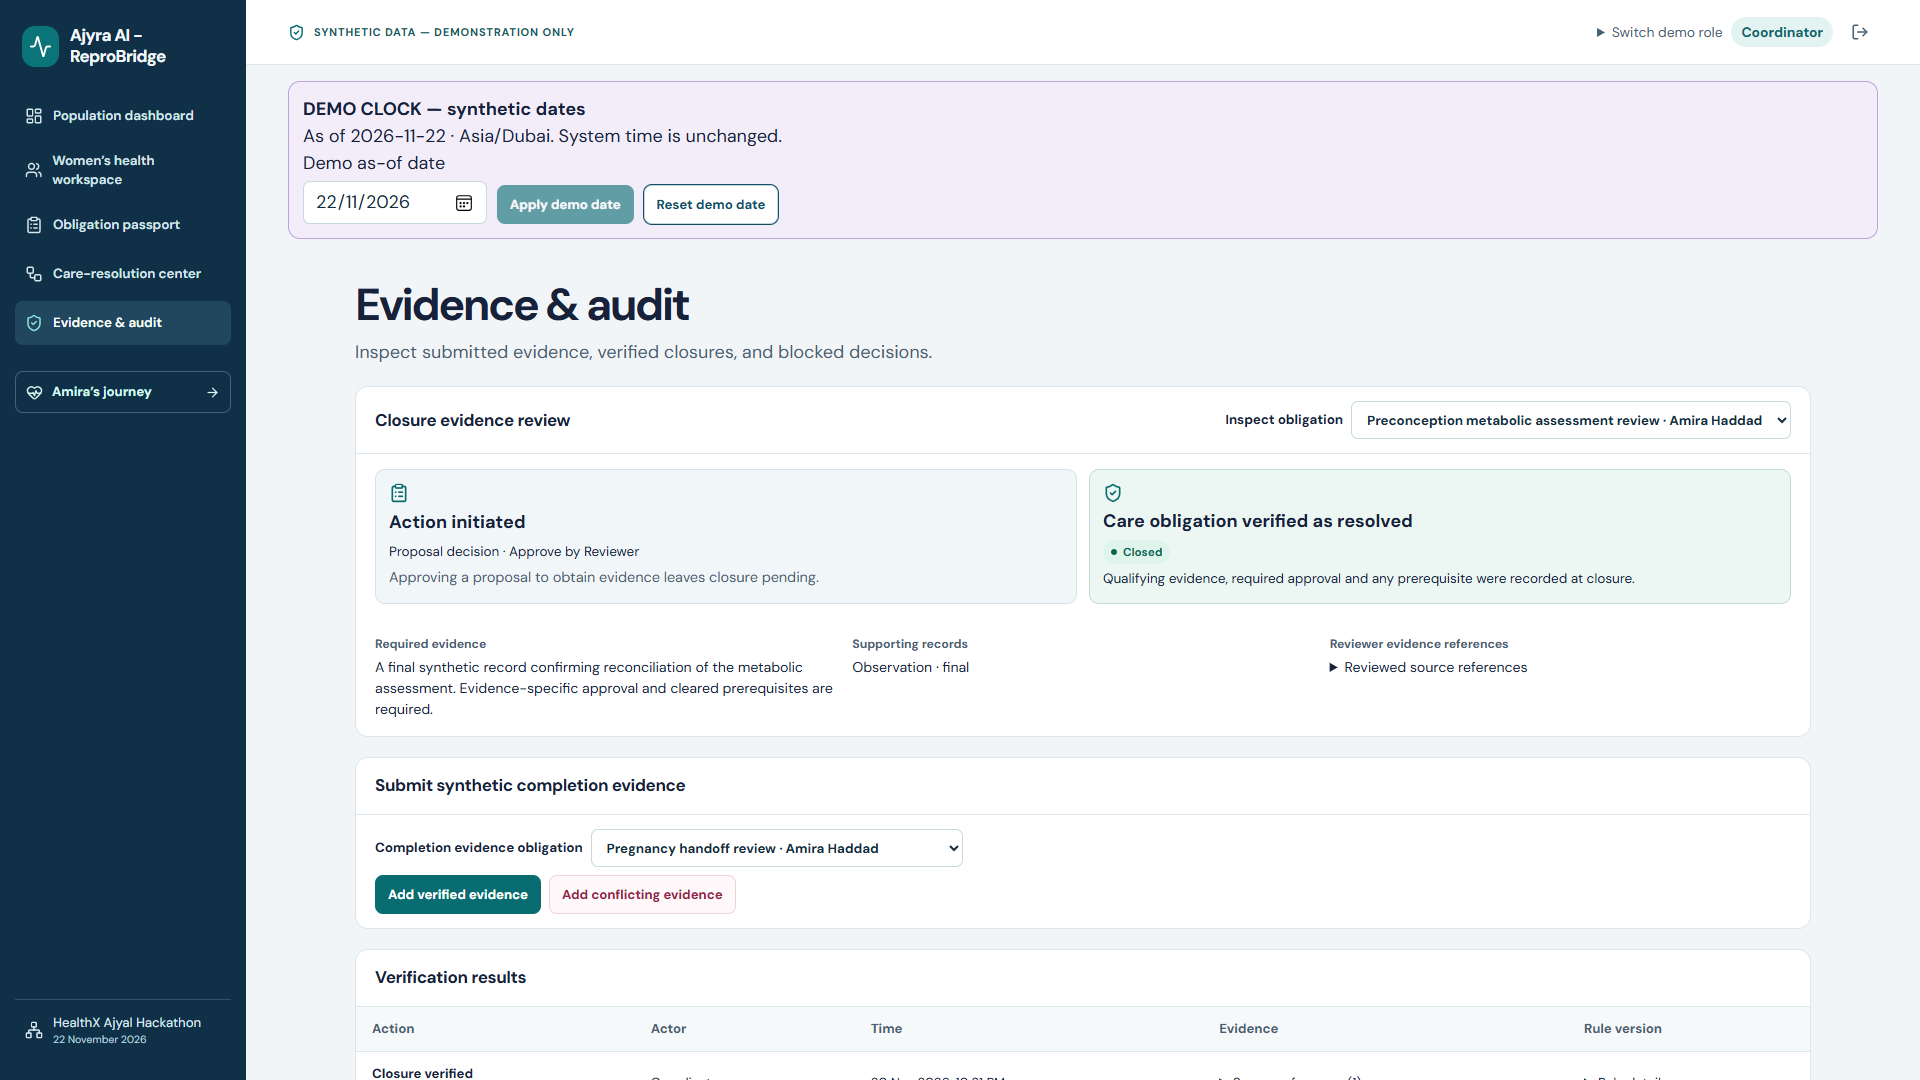 Ajyra AI -
ReproBridge
Population dashboard
Women's health
workspace
Obligation passport
Care-resolution center
Evidence & audit
Amira's journey
HealthX Ajyal Hackathon
22 November 2026
SYNTHETIC DATA — DEMONSTRATION ONLY
Switch demo role
Coordinator
DEMO CLOCK — synthetic dates
As of 2026-11-22 · Asia/Dubai. System time is unchanged.
Demo as-of date
22/11/2026
Apply demo date
Reset demo date
Evidence & audit
Inspect submitted evidence, verified closures, and blocked decisions.
Closure evidence review
Inspect obligation
Preconception metabolic assessment review · Amira Haddad
Action initiated
Proposal decision · Approve by Reviewer
Approving a proposal to obtain evidence leaves closure pending.
Care obligation verified as resolved
Closed
Qualifying evidence, required approval and any prerequisite were recorded at closure.
Required evidence
A final synthetic record confirming reconciliation of the metabolic
assessment. Evidence-specific approval and cleared prerequisites are
required.
Supporting records
Observation · final
Reviewer evidence references
Reviewed source references
Submit synthetic completion evidence
Completion evidence obligation
Pregnancy handoff review · Amira Haddad
Add verified evidence
Add conflicting evidence
Verification results
Action
Actor
Time
Evidence
Rule version
Closure verified